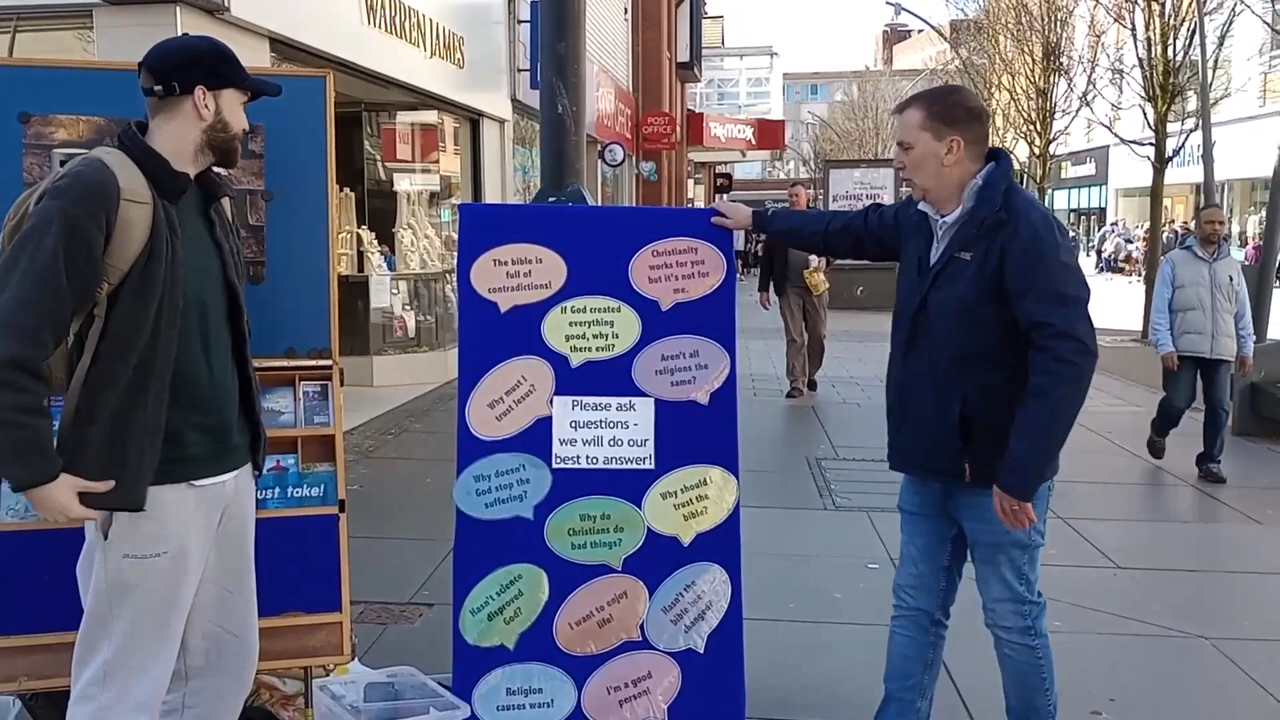 WARREN JAMES
POST OFFICE
POST
OFFICE
TK maxx
SALE
going up
The bible is
full of
contradictions!
Christianity
works for you
but it's not for
me.
If God created
everything
good, why is
there evil?
Aren't all
religions the
same?
Why must I
trust Jesus?
Please ask
questions -
we will do our
best to answer!
Why doesn't
God stop the
suffering?
Why should I
trust the
bible?
Why do
Christians do
bad things?
Hasn't science
disproved
God?
I want to enjoy
life!
Hasn't the
bible been
changed?
Religion
causes wars!
I'm a good
person!
just take!